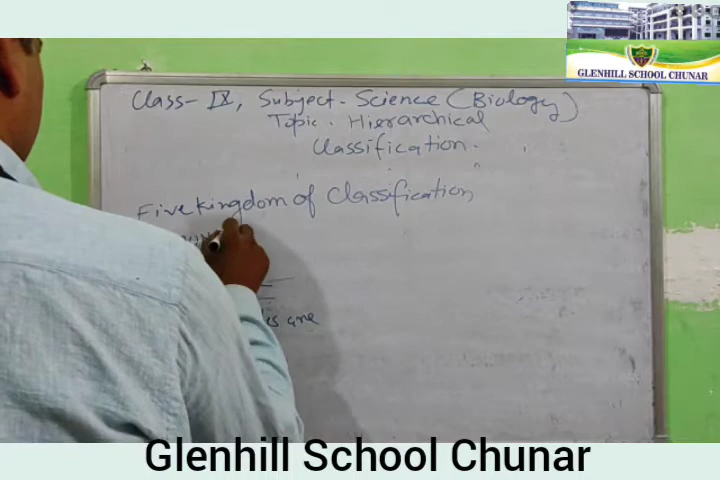 GLENHILL SCHOOL CHUNAR
Class- IX, Subject. Science (Biology)
Topic. Hierarchical
Classification.
Five Kingdom of Classification
are
Glenhill School Chunar